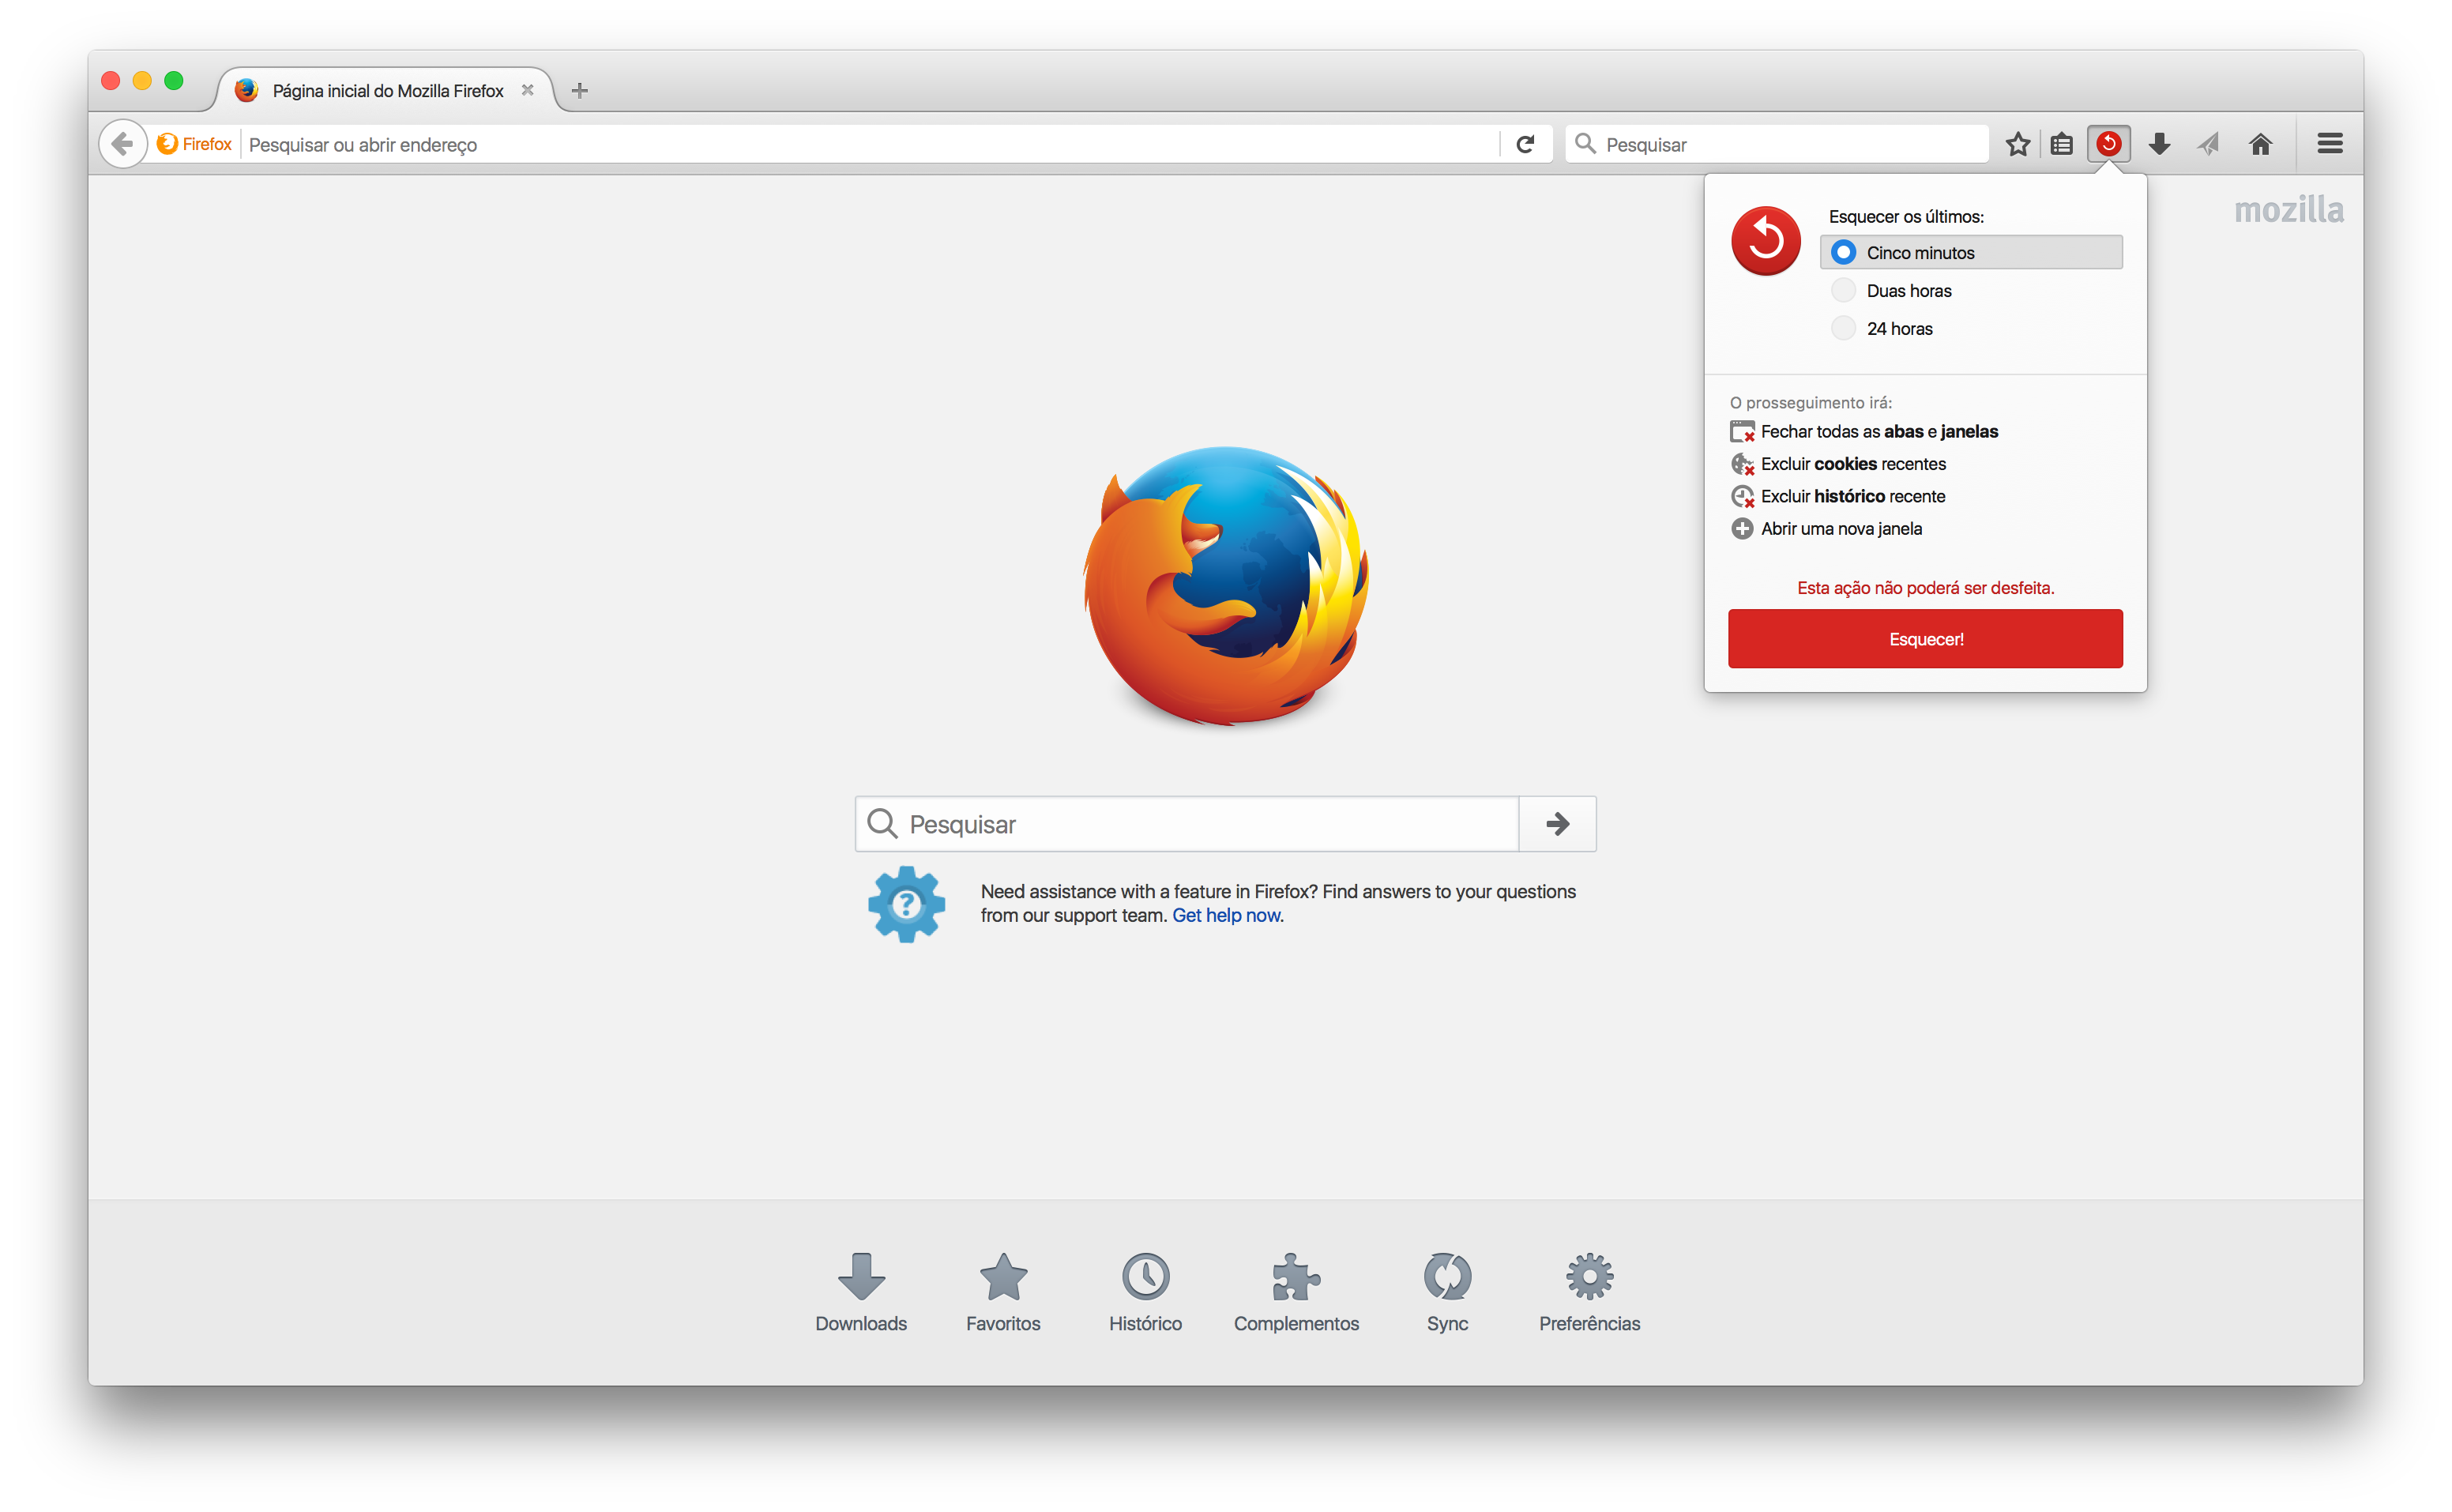 Página inicial do Mozilla Firefox
Firefox
Pesquisar ou abrir endereço
Pesquisar
mozilla
Esquecer os últimos:
Cinco minutos
Duas horas
24 horas
O prosseguimento irá:
Fechar todas as abas e janelas
Excluir cookies recentes
Excluir histórico recente
Abrir uma nova janela
Esta ação não poderá ser desfeita.
Esquecer!
Pesquisar
Need assistance with a feature in Firefox? Find answers to your questions
from our support team. Get help now.
Downloads
Favoritos
Histórico
Complementos
Sync
Preferências